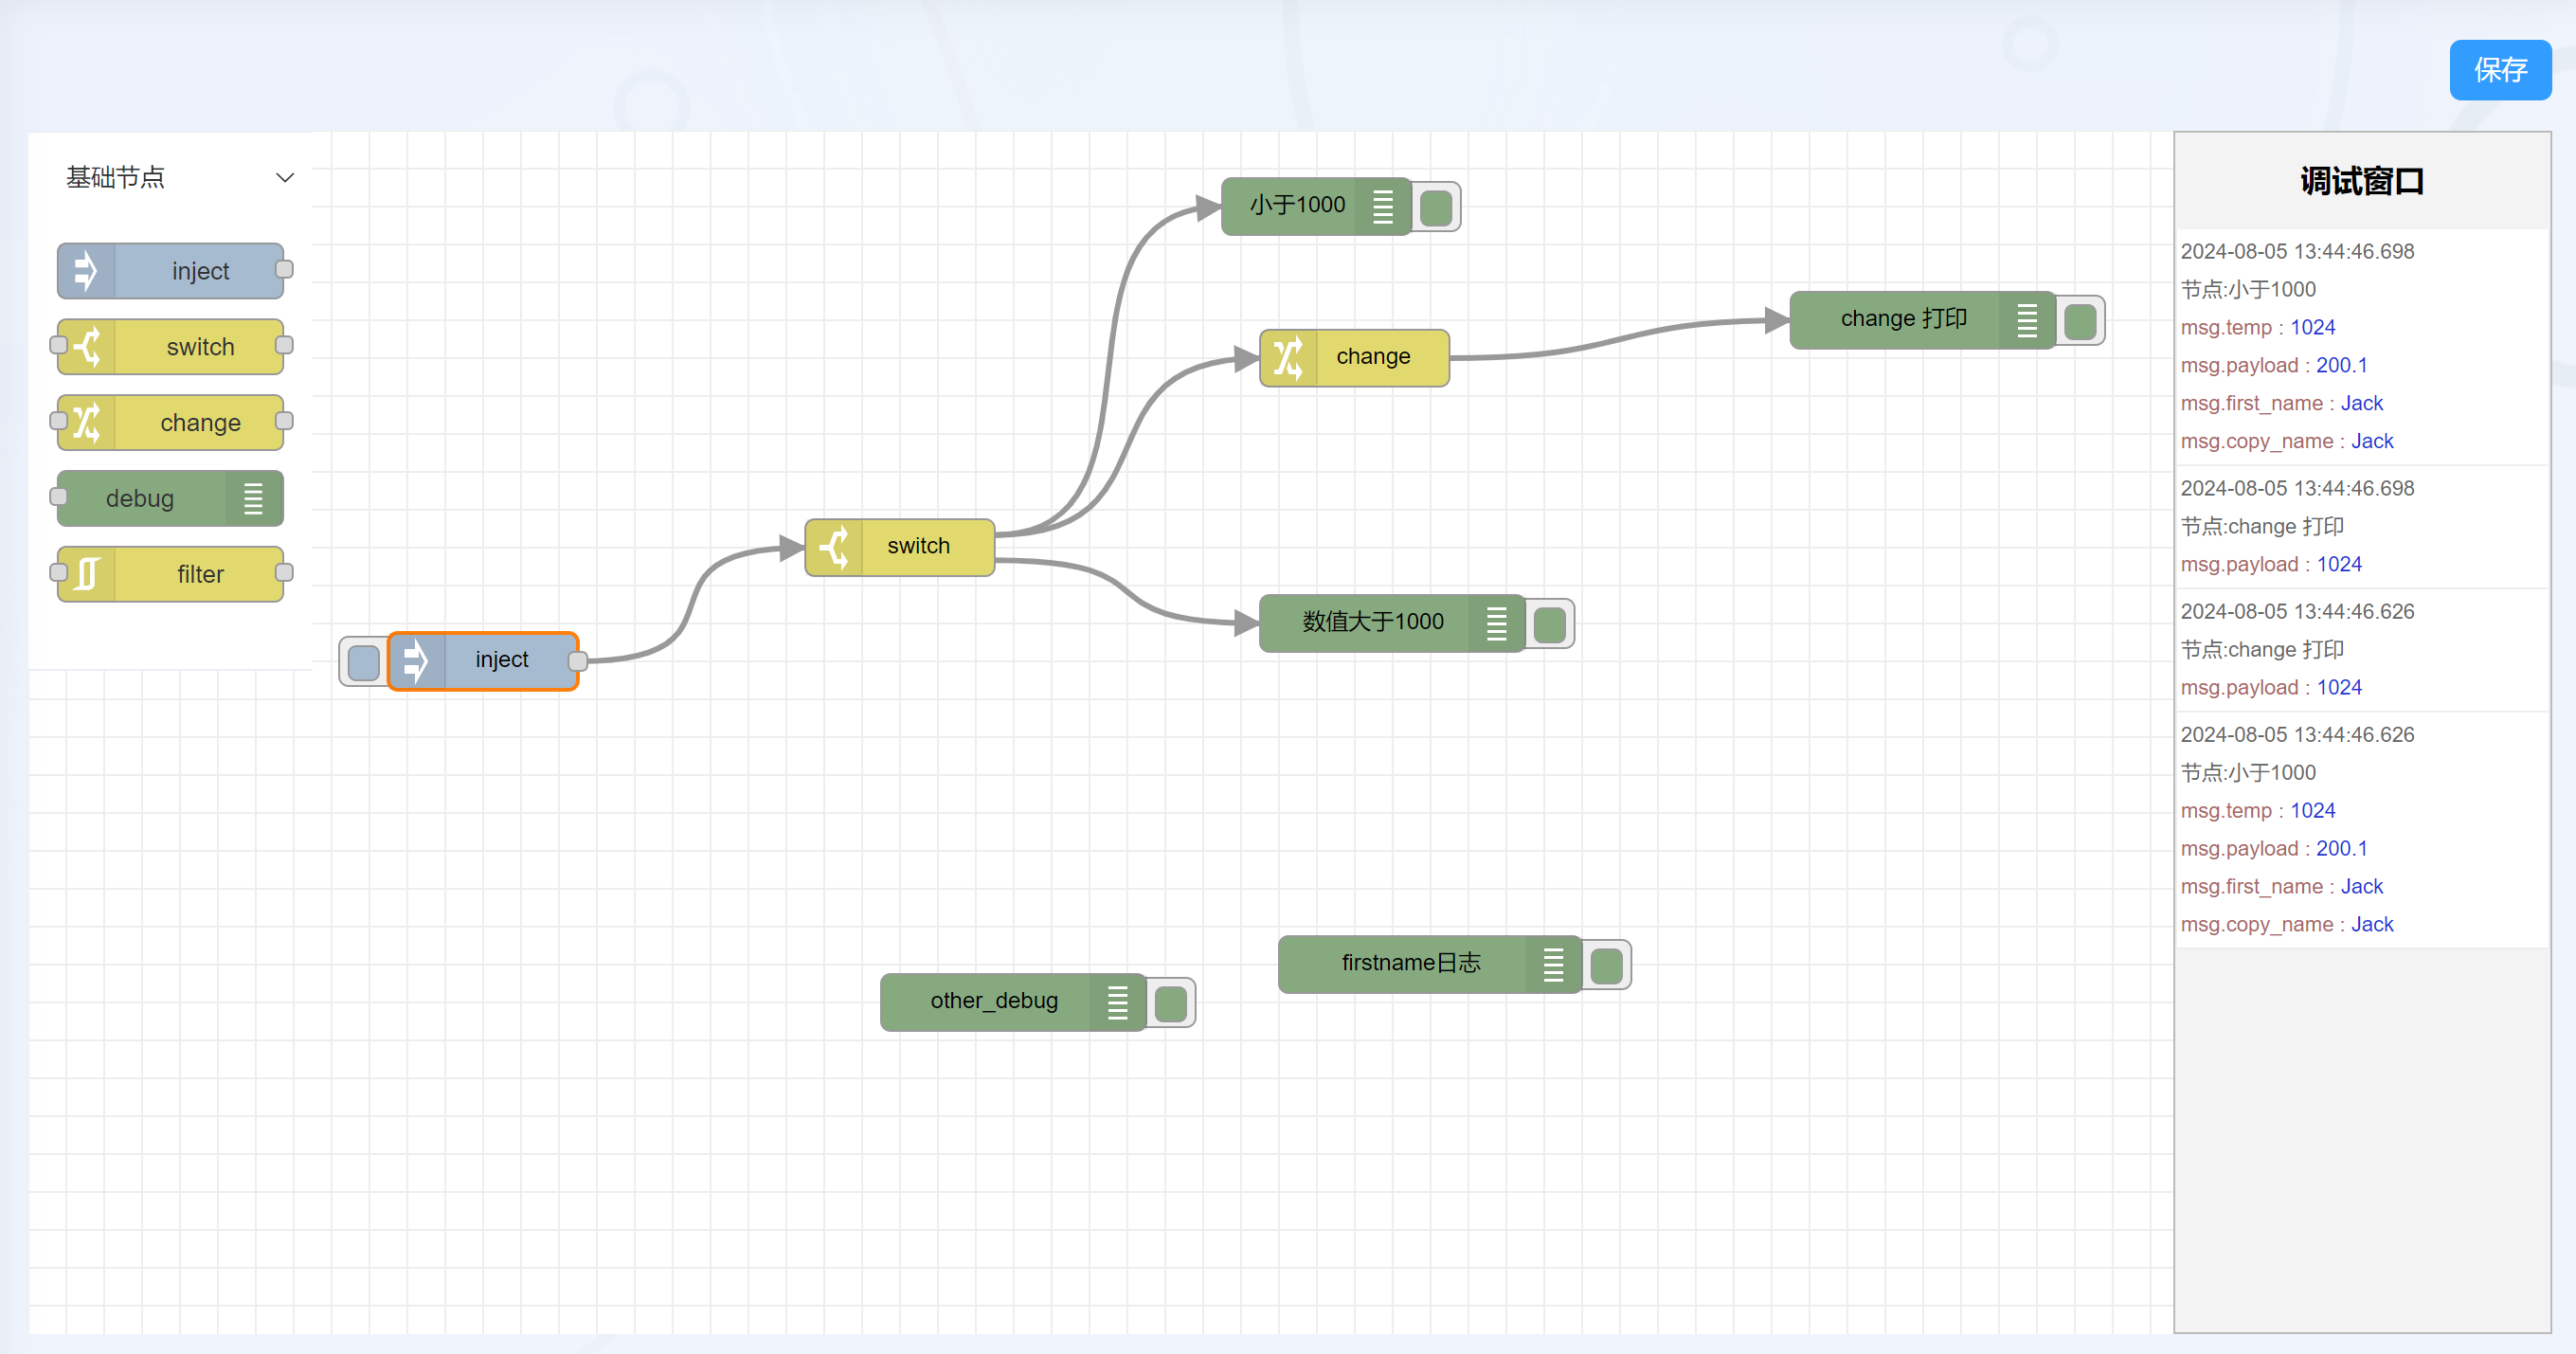 保存
基础节点
inject
switch
change
debug
filter
小于1000
change 打印
change
switch
数值大于1000
inject
firstname日志
other_debug
调试窗口
2024-08-05 13:44:46.698
节点:小于1000
msg.temp : 1024
msg.payload : 200.1
msg.first_name : Jack
msg.copy_name : Jack
2024-08-05 13:44:46.698
节点:change 打印
msg.payload : 1024
2024-08-05 13:44:46.626
节点:change 打印
msg.payload : 1024
2024-08-05 13:44:46.626
节点:小于1000
msg.temp : 1024
msg.payload : 200.1
msg.first_name : Jack
msg.copy_name : Jack